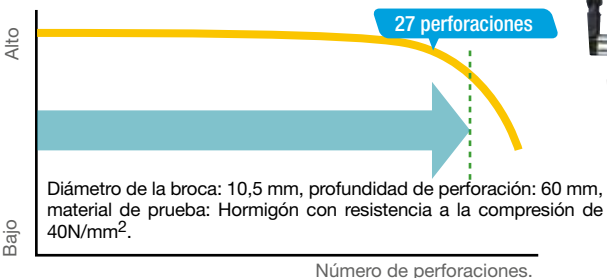 27 perforaciones
Alto
Diámetro de la broca: 10,5 mm, profundidad de perforación: 60 mm,
material de prueba: Hormigón con resistencia a la compresión de
40N/mm².
Bajo
Número de perforaciones.